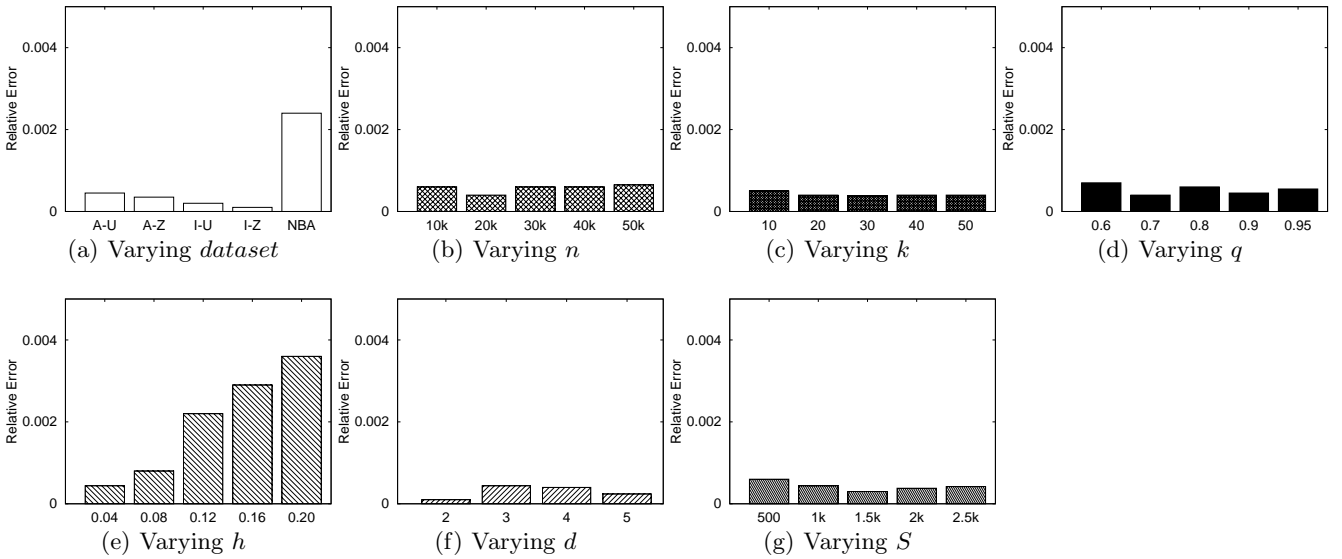 Relative Error
0.004
0.002
0
A-U A-Z I-U I-Z NBA
(a) Varying dataset
Relative Error
0.004
0.002
0
10k 20k 30k 40k 50k
(b) Varying n
Relative Error
0.004
0.002
0
10 20 30 40 50
(c) Varying k
Relative Error
0.004
0.002
0
0.6 0.7 0.8 0.9 0.95
(d) Varying q
Relative Error
0.004
0.002
0
0.04 0.08 0.12 0.16 0.20
(e) Varying h
Relative Error
0.004
0.002
0
2 3 4 5
(f) Varying d
Relative Error
0.004
0.002
0
500 1k 1.5k 2k 2.5k
(g) Varying S